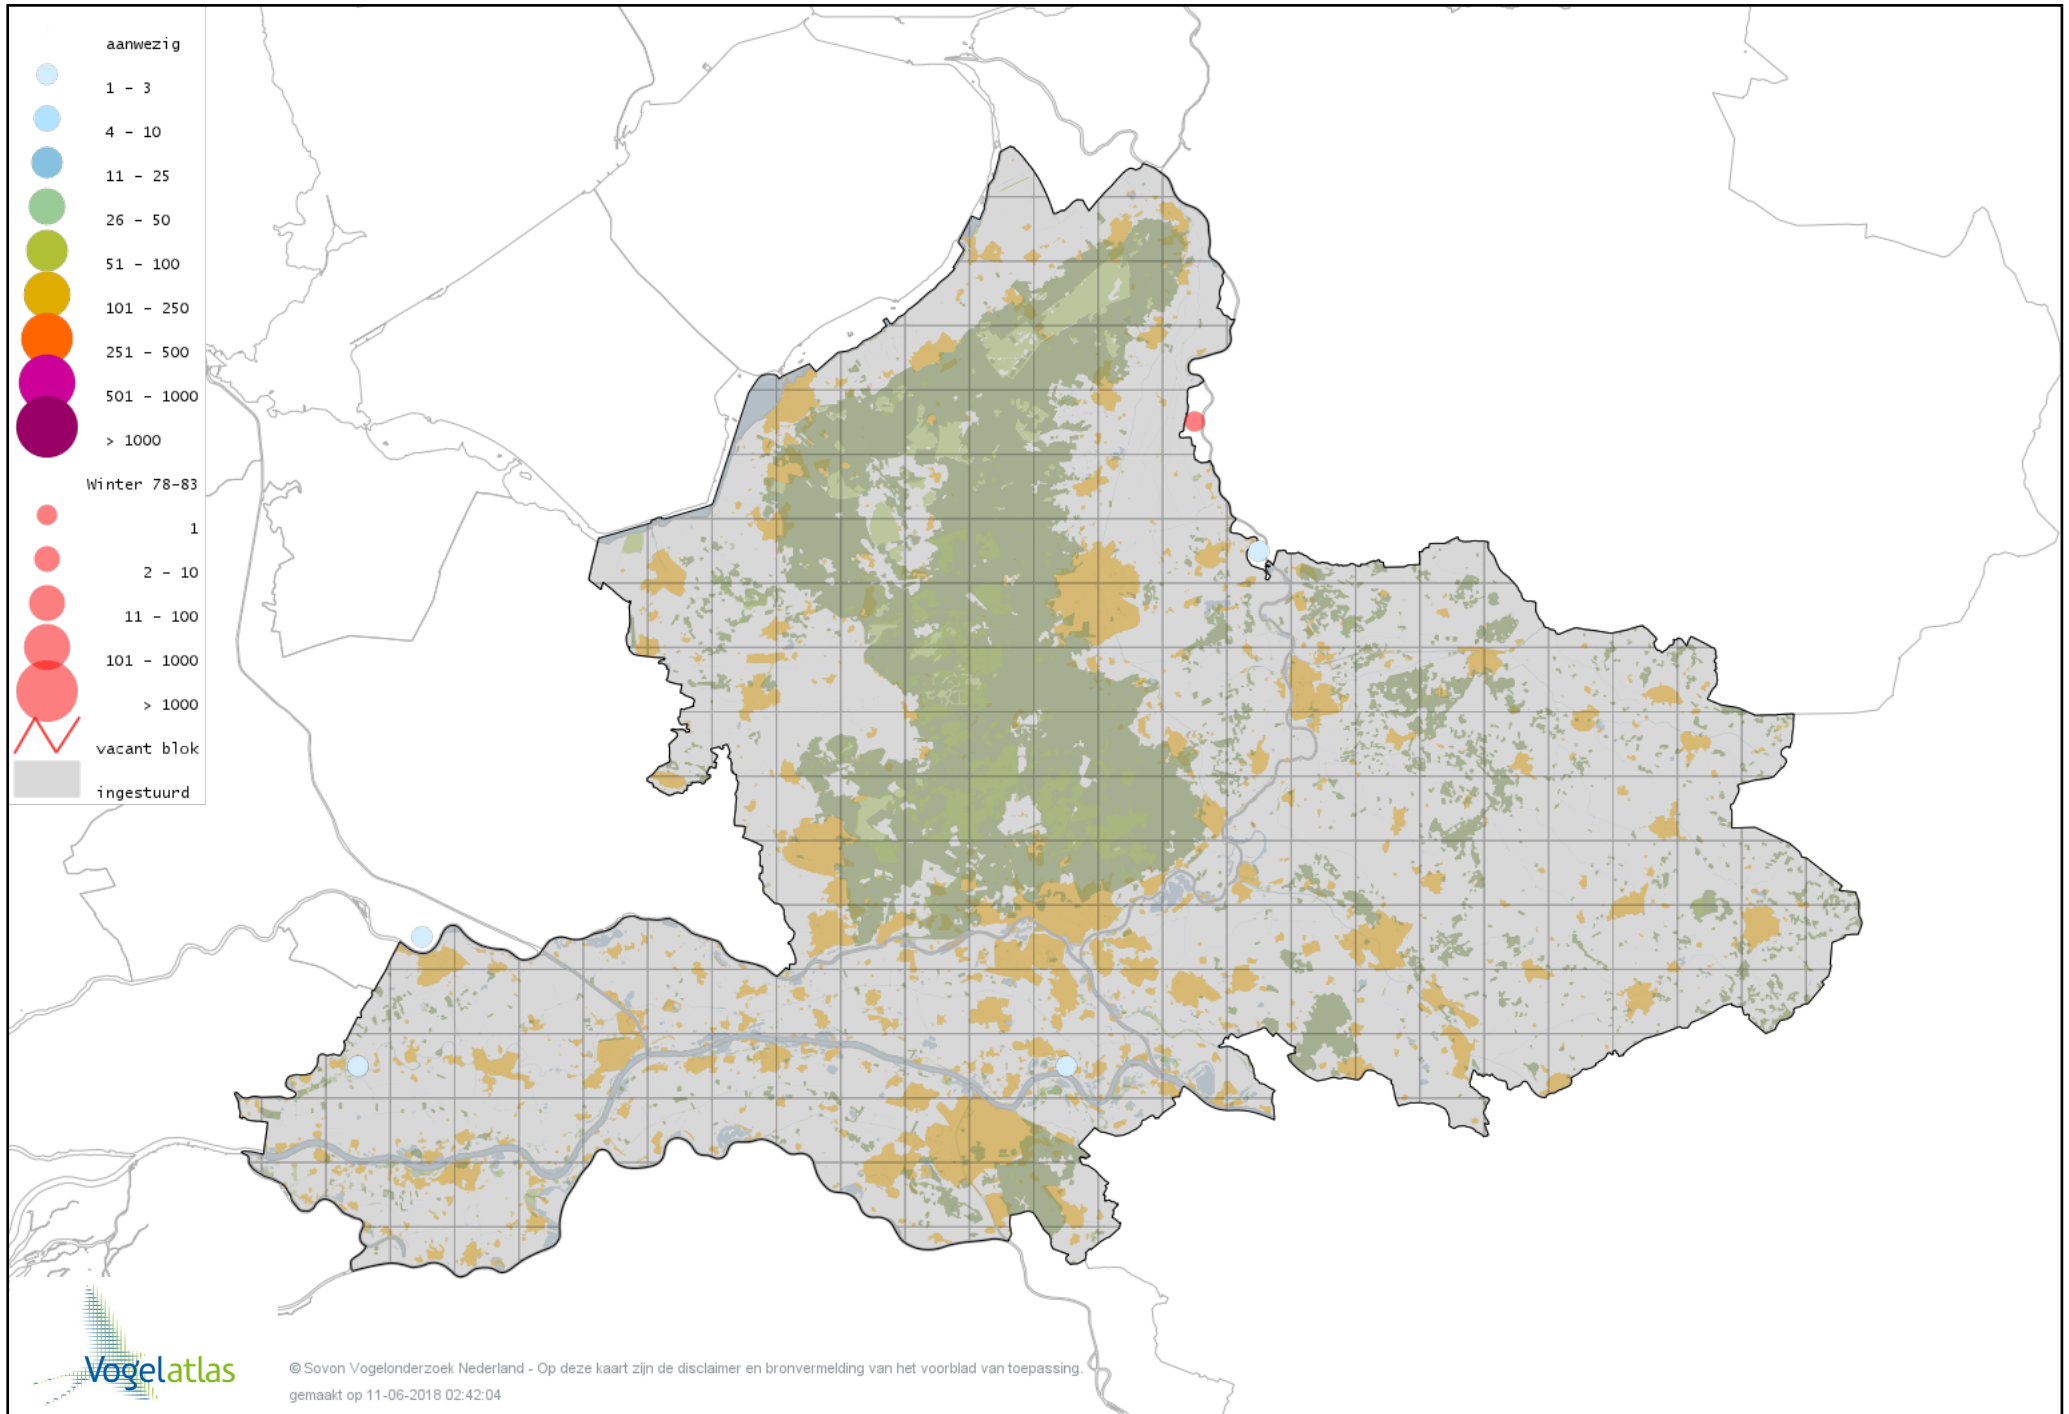 aanwezig
1 - 3
4 - 10
11 - 25
26 - 50
51 - 100
101 - 250
251 - 500
501 - 1000
> 1000
Winter 78-83
1
2 - 10
11 - 100
101 - 1000
> 1000
vacant blok
ingestuurd
Vogelatlas
© Sovon Vogelonderzoek Nederland - Op deze kaart zijn de disclaimer en bronvermelding van het voorblad van toepassing.
gemaakt op 11-06-2018 02:42:04